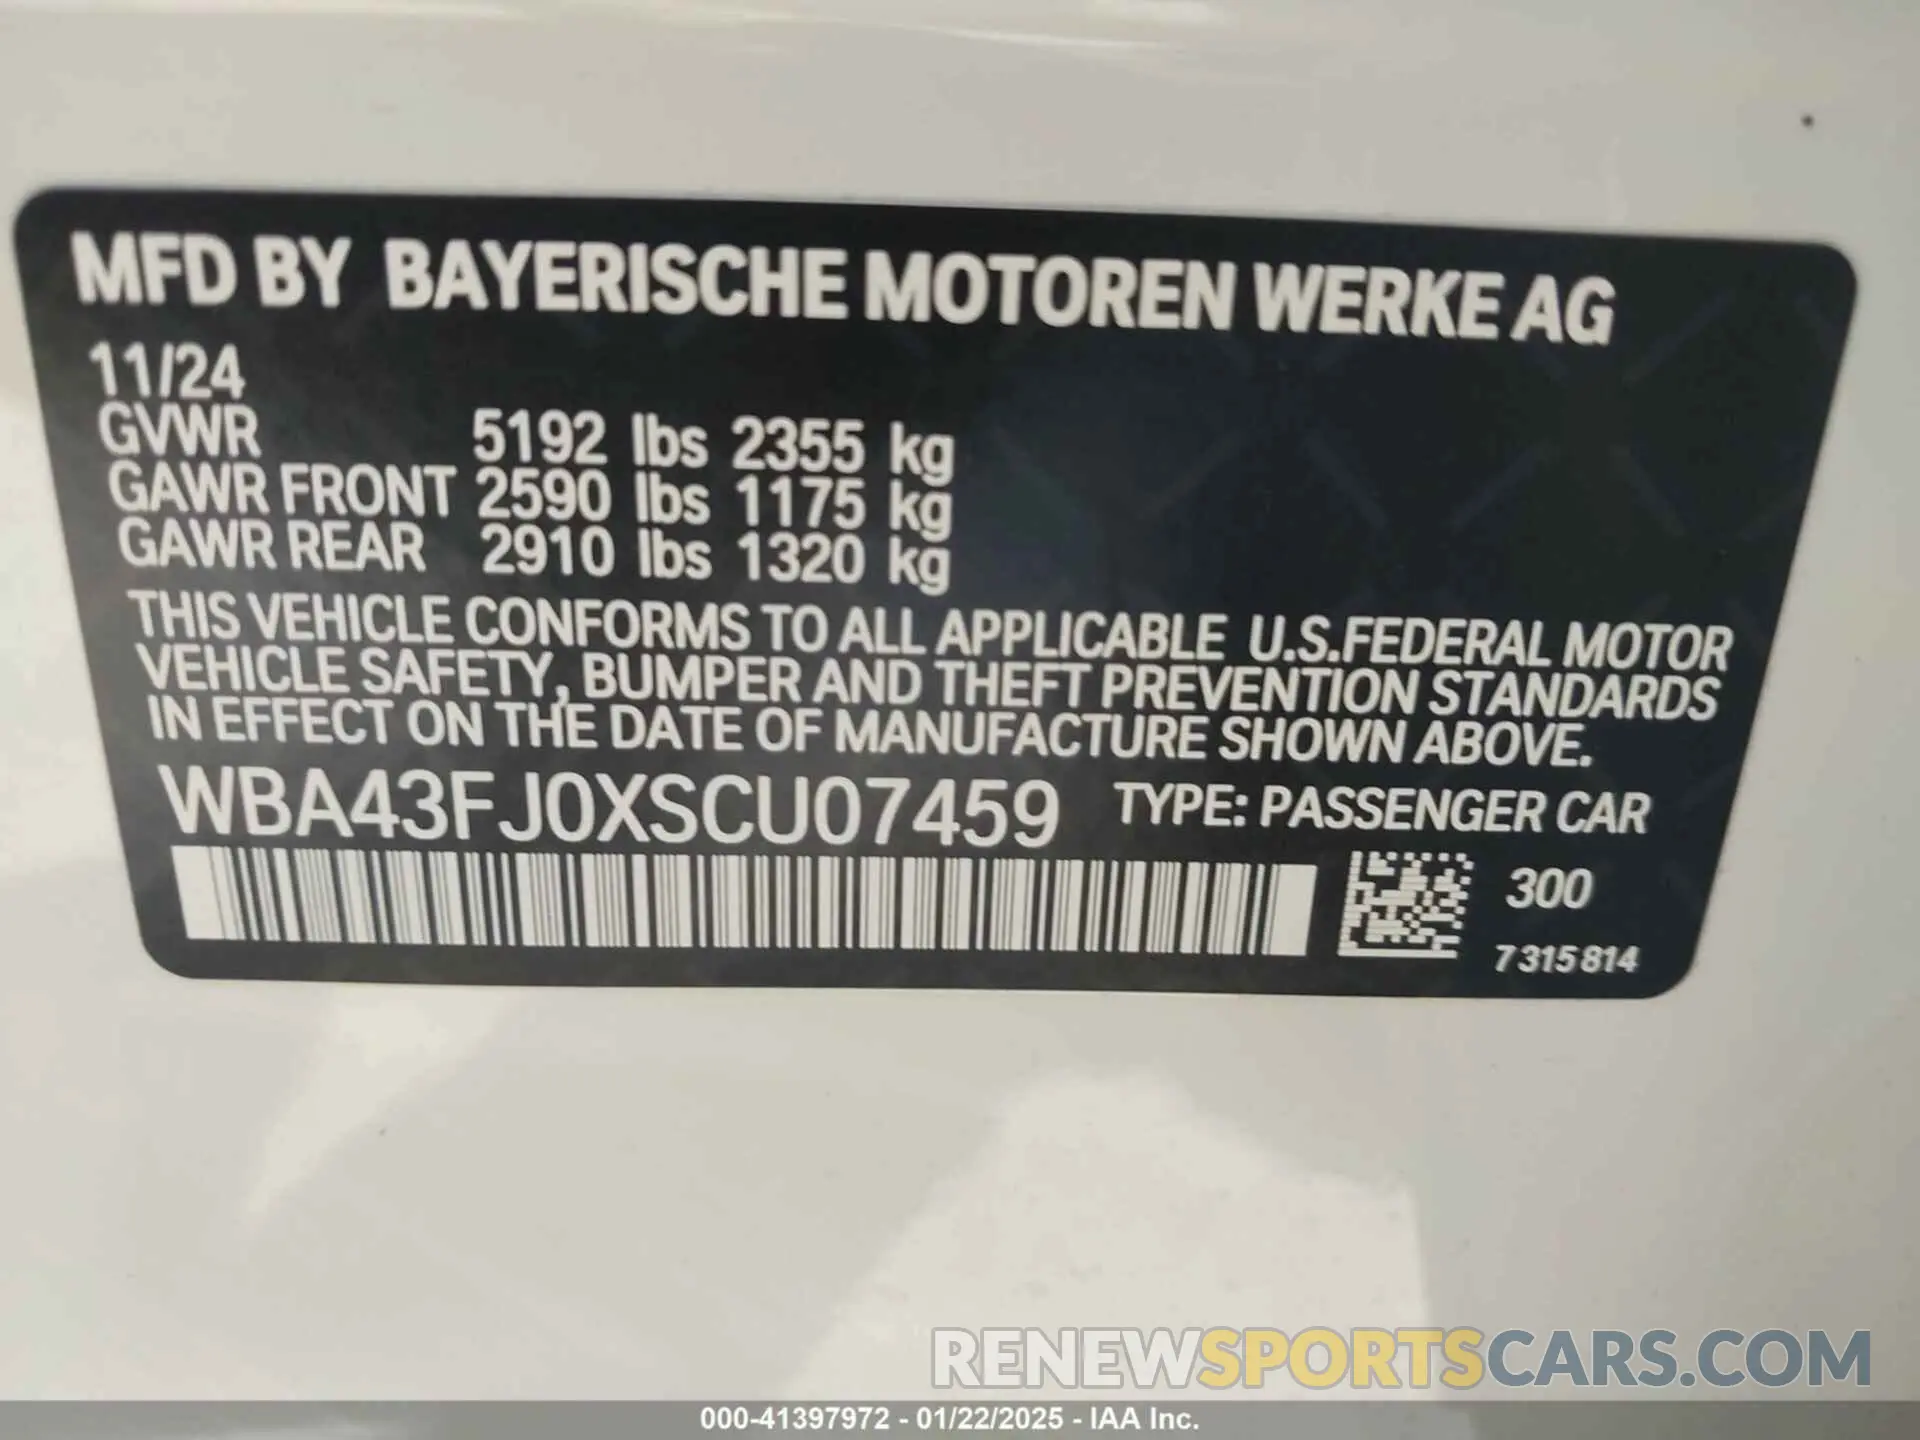 MFD BY BAYERISCHE MOTOREN WERKE AG
11/24
GVWR 5192 lbs 2355 kg
GAWR FRONT 2590 lbs 1175 kg
GAWR REAR 2910 lbs 1320 kg
THIS VEHICLE CONFORMS TO ALL APPLICABLE U.S.FEDERAL MOTOR
VEHICLE SAFETY, BUMPER AND THEFT PREVENTION STANDARDS
IN EFFECT ON THE DATE OF MANUFACTURE SHOWN ABOVE.
WBA43FJ0XSCU07459 TYPE: PASSENGER CAR
300
7 315 814
RENEWSPORTSCARS.COM
000-41397972 - 01/22/2025 - IAA Inc.